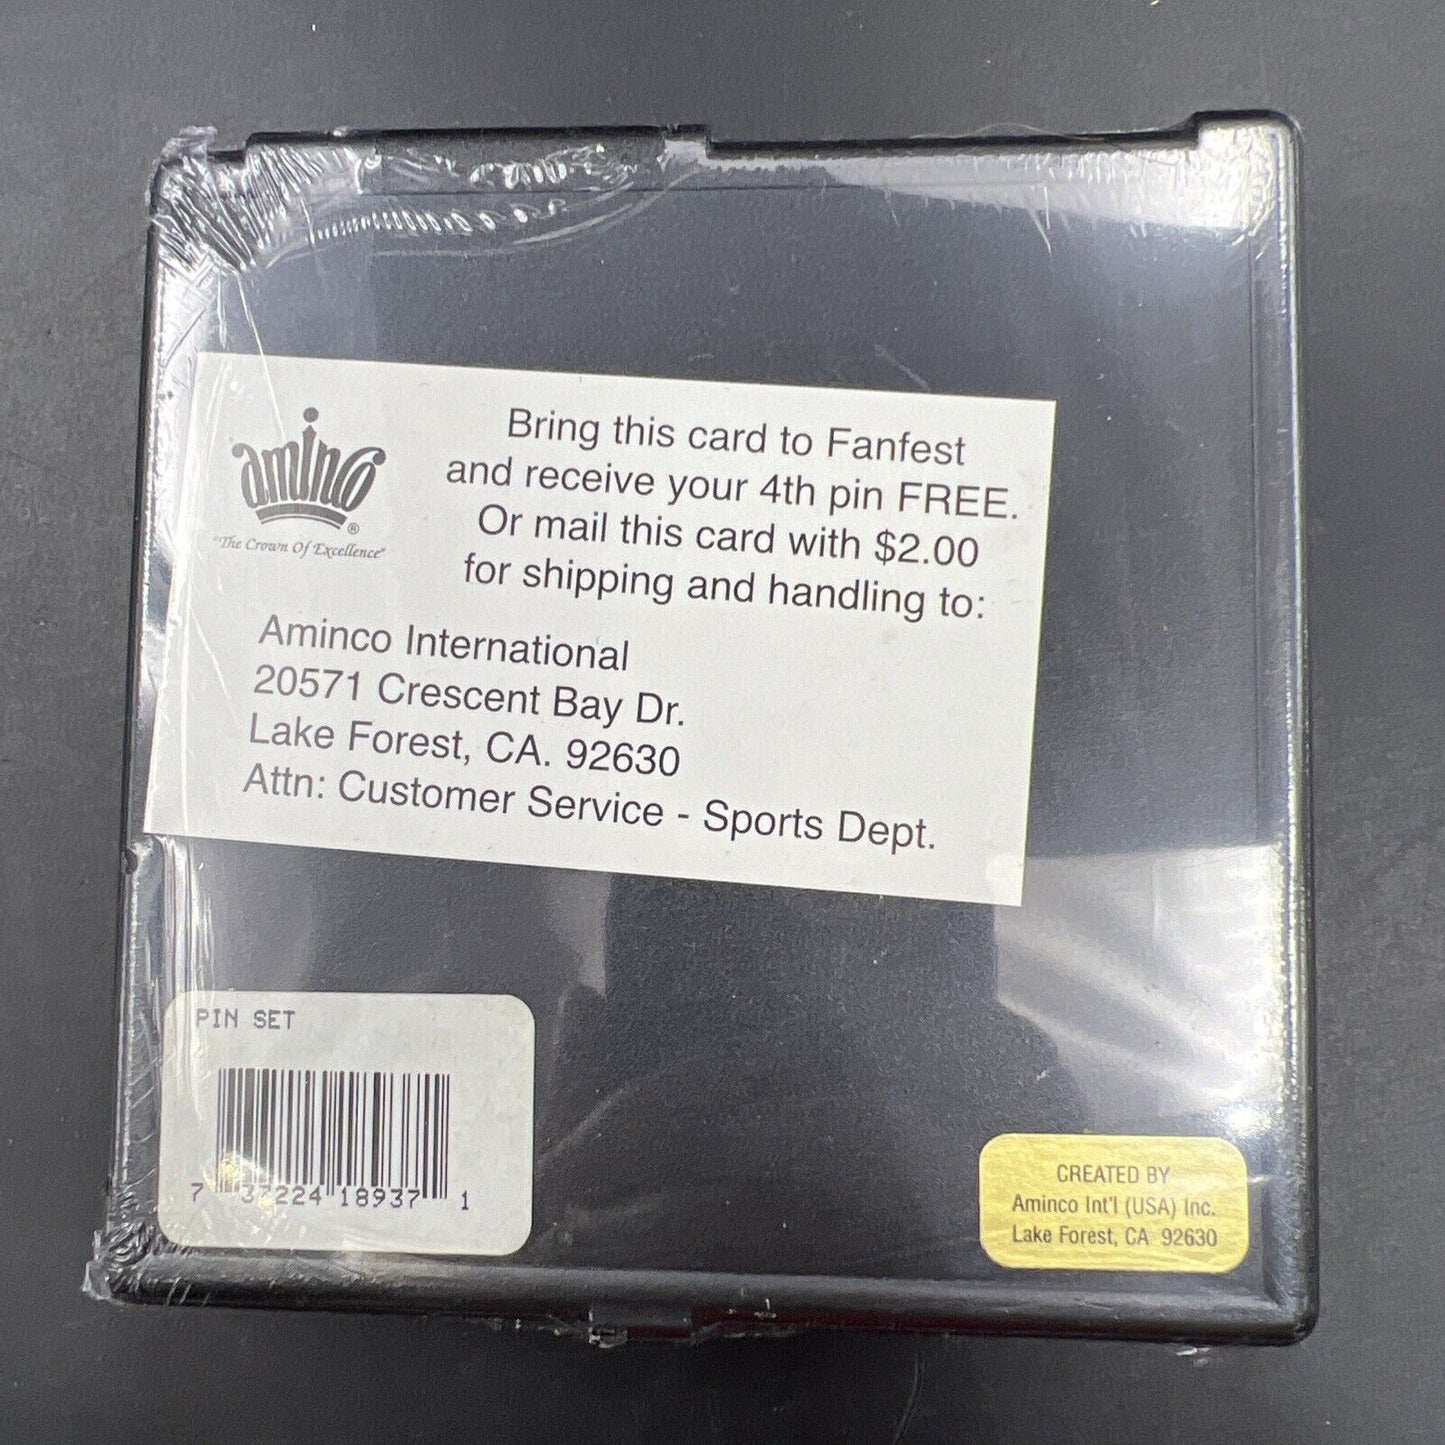 amınco®
"The Crown Of Excellence"
Bring this card to Fanfest
and receive your 4th pin FREE.
Or mail this card with $2.00
for shipping and handling to:
Aminco International
20571 Crescent Bay Dr.
Lake Forest, CA. 92630
Attn: Customer Service - Sports Dept.
PIN SET
7 37224 18937 1
CREATED BY
Aminco Int'l (USA) Inc.
Lake Forest, CA 92630